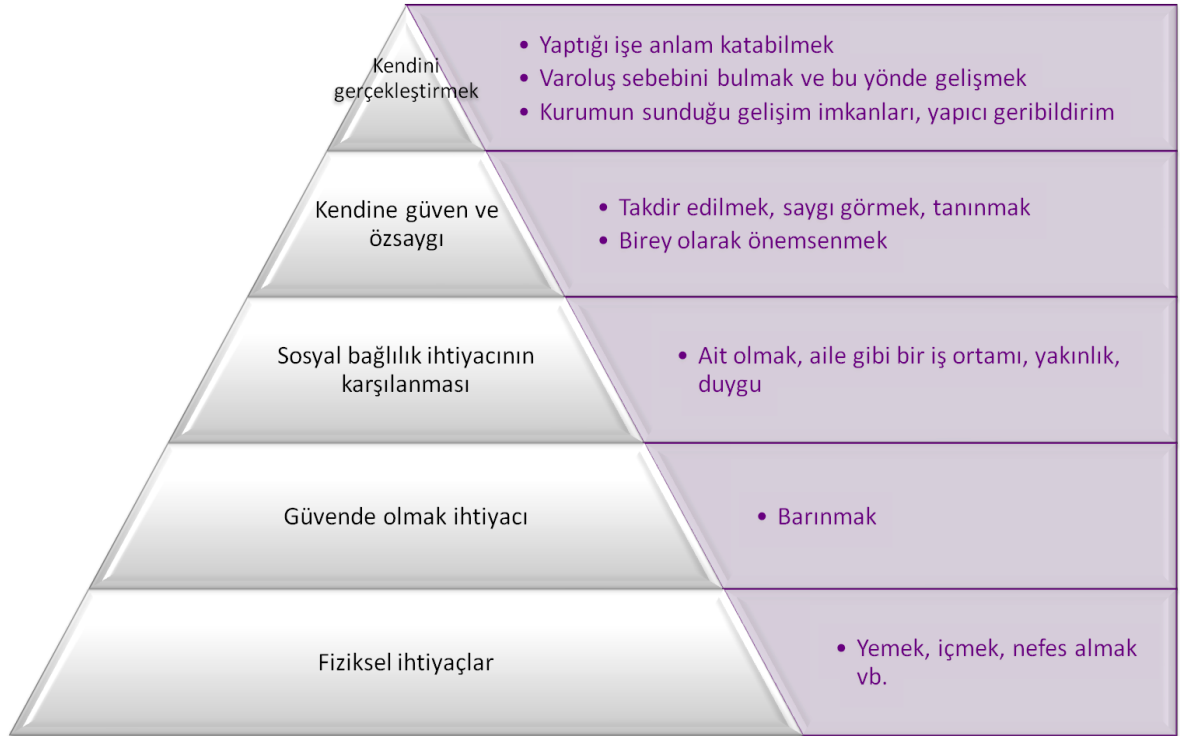 Kendini
gerçekleştirmek
• Yaptığı işe anlam katabilmek
• Varoluş sebebini bulmak ve bu yönde gelişmek
• Kurumun sunduğu gelişim imkanları, yapıcı geribildirim
Kendine güven ve
özsaygı
• Takdir edilmek, saygı görmek, tanınmak
• Birey olarak önemsenmek
Sosyal bağlılık ihtiyacının
karşılanması
• Ait olmak, aile gibi bir iş ortamı, yakınlık,
duygu
Güvende olmak ihtiyacı
• Barınmak
Fiziksel ihtiyaçlar
• Yemek, içmek, nefes almak
vb.